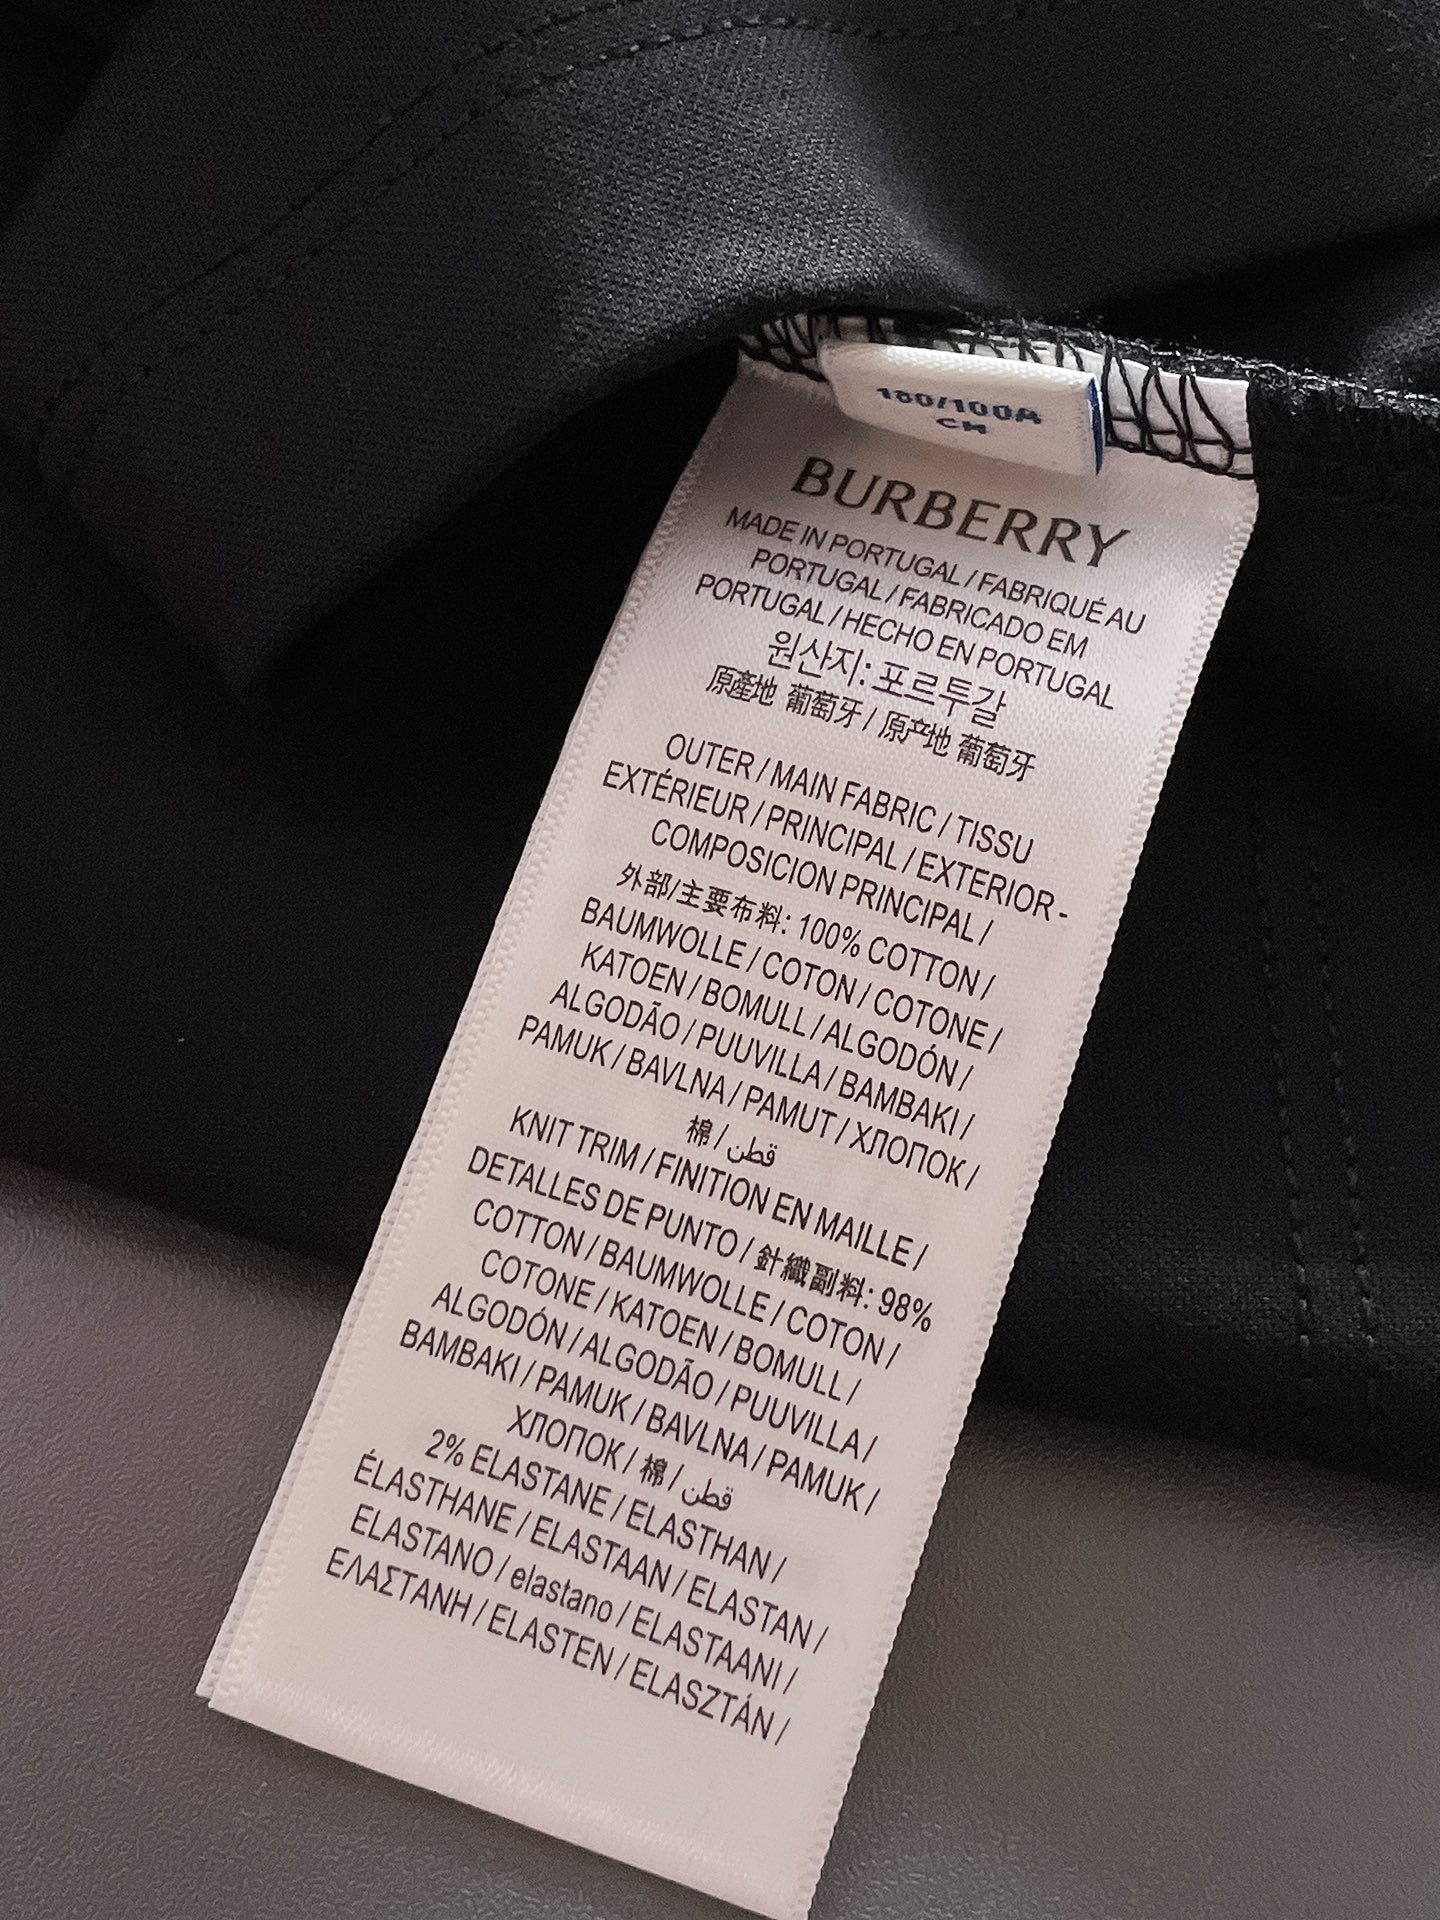 180/100A
CM
BURBERRY
MADE IN PORTUGAL / FABRIQUÉ AU
PORTUGAL / FABRICADO EM
PORTUGAL / HECHO EN PORTUGAL
원산지: 포르투갈
原產地 葡萄牙 / 原产地 葡萄牙
OUTER / MAIN FABRIC / TISSU
EXTÉRIEUR / PRINCIPAL / EXTERIOR -
COMPOSICION PRINCIPAL /
外部/主要布料: 100% COTTON /
BAUMWOLLE / COTON / COTONE /
KATOEN / BOMULL / ALGODÓN /
ALGODÃO / PUUVILLA / BAMBAKI /
PAMUK / BAVLNA / PAMUT / ХЛОПОК /
棉 / قطن
KNIT TRIM / FINITION EN MAILLE /
DETALLES DE PUNTO / 針織副料: 98%
COTTON / BAUMWOLLE / COTON /
COTONE / KATOEN / BOMULL /
ALGODÓN / ALGODÃO / PUUVILLA /
BAMBAKI / PAMUK / BAVLNA / PAMUK /
ХЛОПОК / 棉 / قطن
2% ELASTANE / ELASTHAN /
ÉLASTHANE / ELASTAAN / ELASTAN /
ELASTANO / elastano / ELASTAANI /
ΕΛΑΣΤΑΝΗ / ELASTEN / ELASZTÁN /